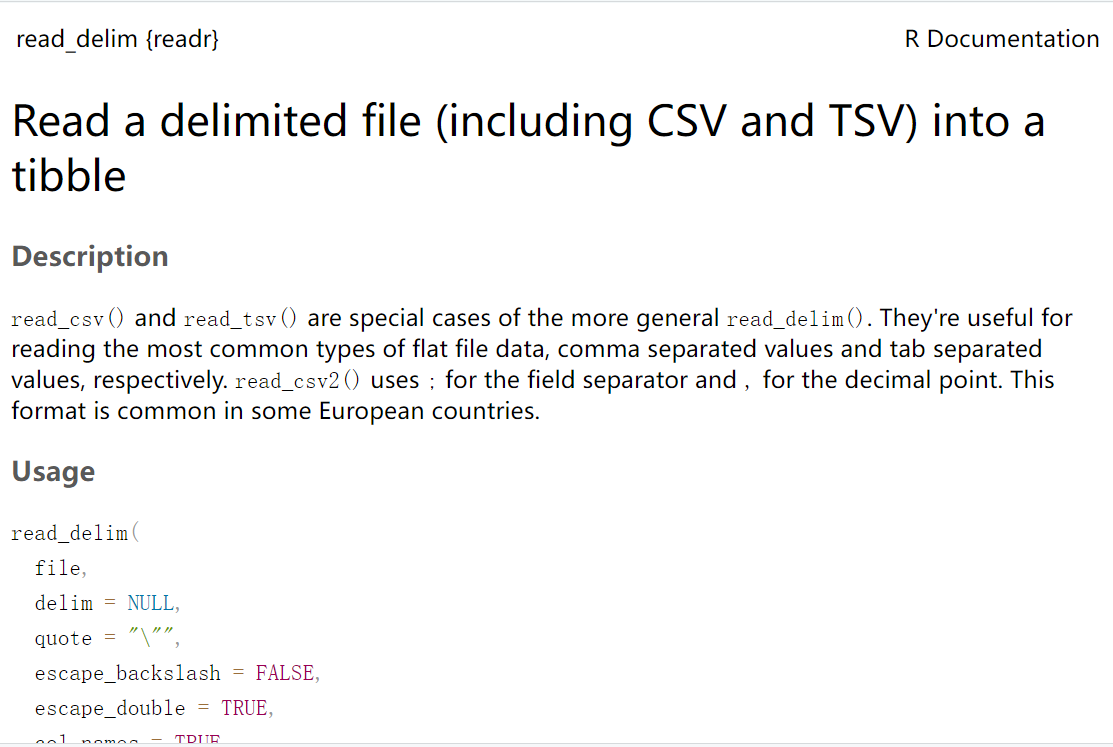 read_delim {readr} R Documentation
Read a delimited file (including CSV and TSV) into a
tibble
Description
read_csv() and read_tsv() are special cases of the more general read_delim(). They're useful for
reading the most common types of flat file data, comma separated values and tab separated
values, respectively. read_csv2() uses ; for the field separator and , for the decimal point. This
format is common in some European countries.
Usage
read_delim(
  file,
  delim = NULL,
  quote = "\"",
  escape_backslash = FALSE,
  escape_double = TRUE,
  col_names = TRUE